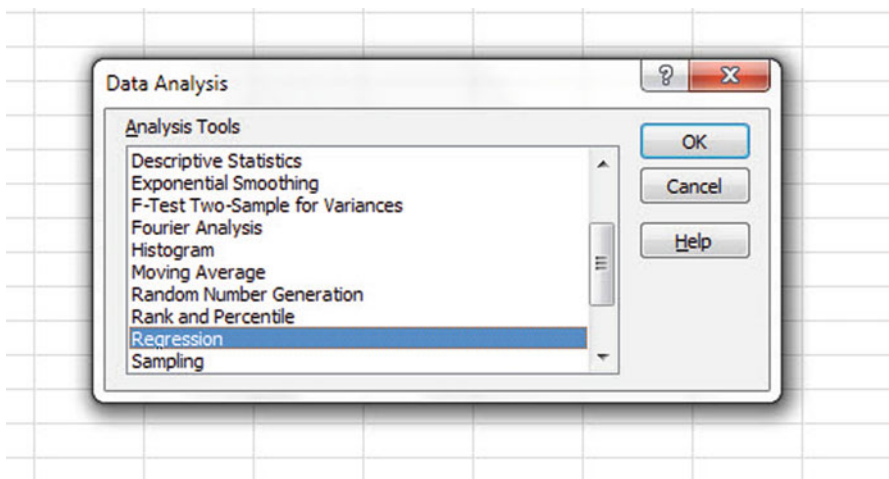 Data Analysis
?
X
Analysis Tools
Descriptive Statistics
Exponential Smoothing
F-Test Two-Sample for Variances
Fourier Analysis
Histogram
Moving Average
Random Number Generation
Rank and Percentile
Regression
Sampling
OK
Cancel
Help